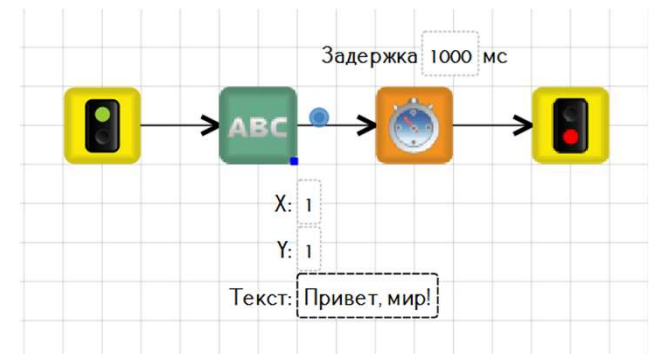 Задержка 1000 мс
ABC
X: 1
Y: 1
Текст: Привет, мир!